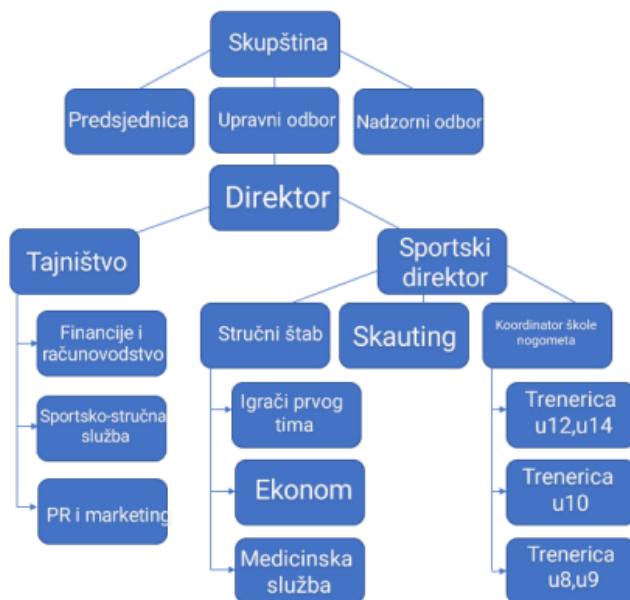 Skupština
Predsjednica
Upravni odbor
Nadzorni odbor
Direktor
Tajništvo
Sportski
direktor
Financije i
računovodstvo
Stručni štab
Skauting
Koordinator škole
nogometa
Sportsko-stručna
služba
Igrači prvog
tima
Trenerica
u12,u14
PR i marketing
Ekonom
Trenerica
u10
Medicinska
služba
Trenerica
u8,u9